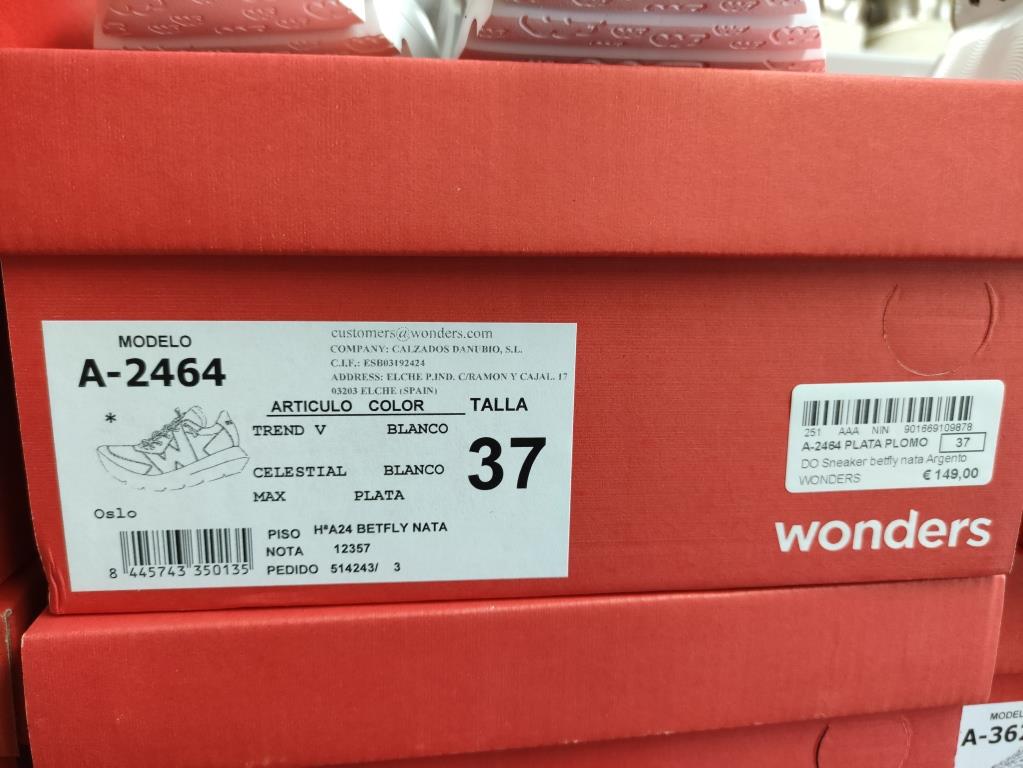 MODELO
A-2464
customers@wonders.com
COMPANY: CALZADOS DANUBIO, S.L.
C.I.F.: ESB03192424
ADDRESS: ELCHE P.IND. C/RAMON Y CAJAL. 17
03203 ELCHE (SPAIN)
*
ARTICULO COLOR TALLA
TREND V BLANCO
CELESTIAL BLANCO
MAX PLATA
37
Oslo
8 445743 350135
PISO HªA24 BETFLY NATA
NOTA 12357
PEDIDO 514243/ 3
251 AAA NIN 901669109878
A-2464 PLATA PLOMO 37
DO Sneaker betfly nata Argento
WONDERS € 149,00
wonders
MODEL
A-362